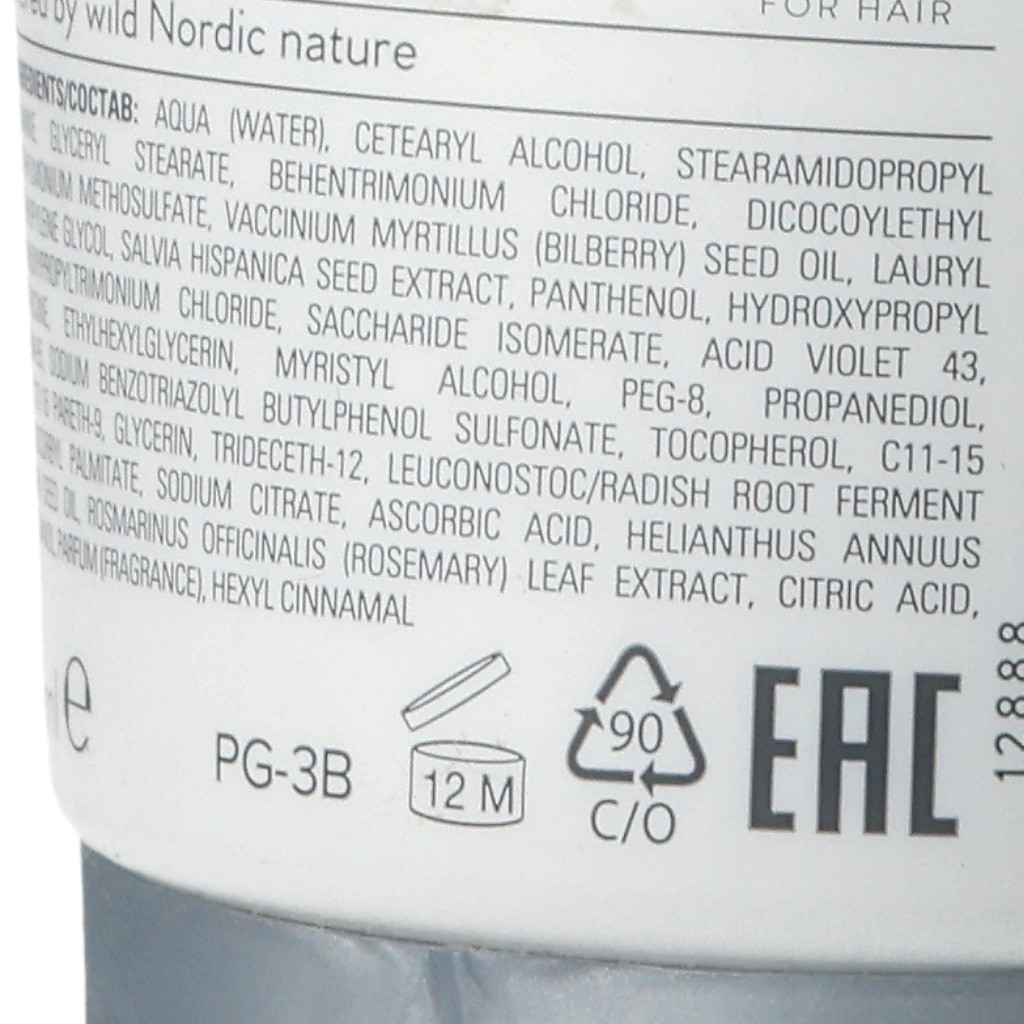 FOR HAIR
by wild Nordic nature
INGREDIENTS/СОСТАВ: AQUA (WATER), CETEARYL ALCOHOL, STEARAMIDOPROPYL
GLYCERYL STEARATE, BEHENTRIMONIUM CHLORIDE, DICOCOYLETHYL
METHOSULFATE, VACCINIUM MYRTILLUS (BILBERRY) SEED OIL, LAURYL
GLYCOL, SALVIA HISPANICA SEED EXTRACT, PANTHENOL, HYDROXYPROPYL
CHLORIDE, SACCHARIDE ISOMERATE, ACID VIOLET 43,
ETHYLHEXYLGLYCERIN, MYRISTYL ALCOHOL, PEG-8, PROPANEDIOL,
SODIUM BENZOTRIAZOLYL BUTYLPHENOL SULFONATE, TOCOPHEROL, C11-15
PARETH-9, GLYCERIN, TRIDECETH-12, LEUCONOSTOC/RADISH ROOT FERMENT
PALMITATE, SODIUM CITRATE, ASCORBIC ACID, HELIANTHUS ANNUUS
OIL, ROSMARINUS OFFICINALIS (ROSEMARY) LEAF EXTRACT, CITRIC ACID,
PARFUM (FRAGRANCE), HEXYL CINNAMAL
e
PG-3B
12 M
90
C/O
EAC
12888